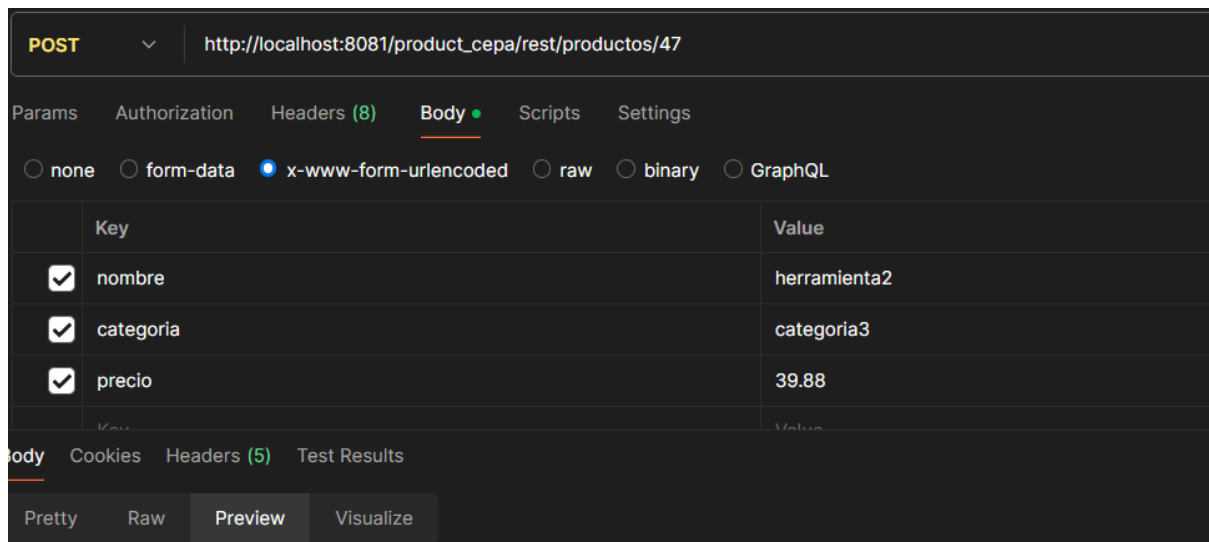 POST http://localhost:8081/product_cepa/rest/productos/47
Params Authorization Headers (8) Body Scripts Settings
none form-data x-www-form-urlencoded raw binary GraphQL
Key Value
nombre herramienta2
categoria categoria3
precio 39.88
Key Value
Body Cookies Headers (5) Test Results
Pretty Raw Preview Visualize